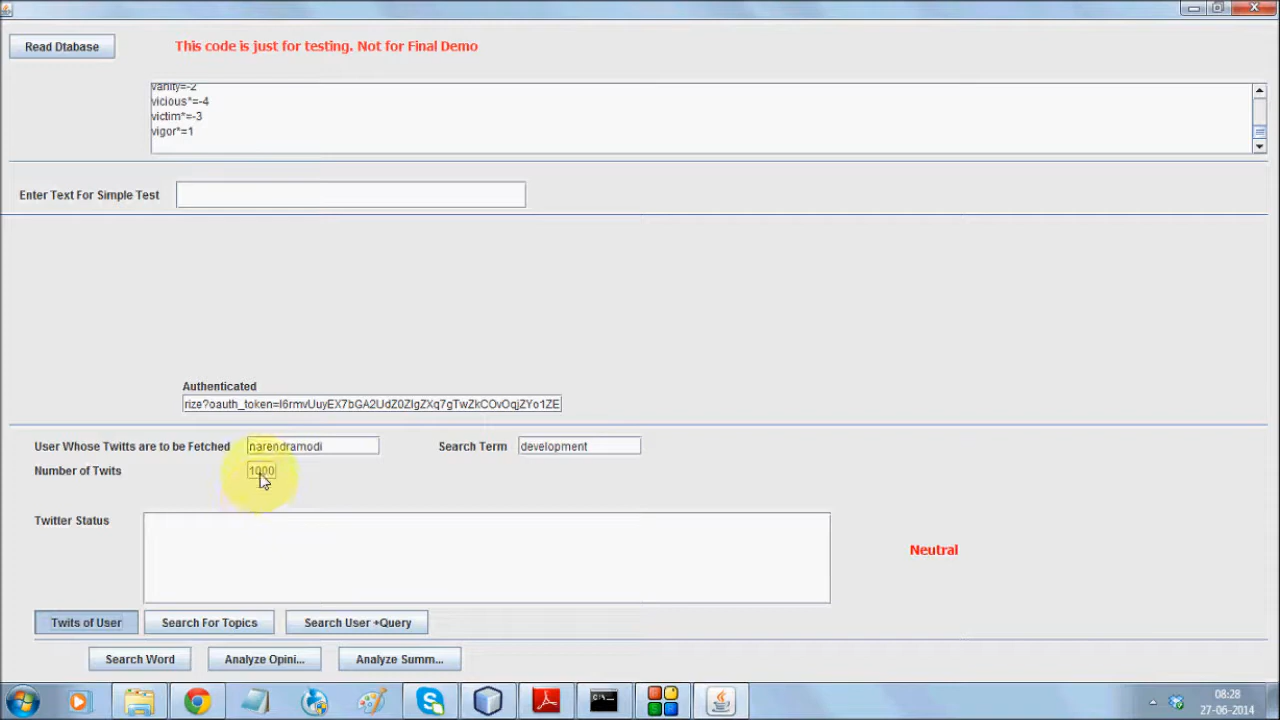 Read Dtabase
This code is just for testing. Not for Final Demo
vanity=-2
vicious*=-4
victim*=-3
vigor*=1
Enter Text For Simple Test
Authenticated
rize?oauth_token=I6rmvUuyEX7bGA2UdZ0ZIgZXq7gTwZkCOvOqjZYo1ZE
User Whose Twitts are to be Fetched narendramodi Search Term development
Number of Twits 1000
Twitter Status
Neutral
Twits of User Search For Topics Search User +Query
Search Word Analyze Opini... Analyze Summ...
08:28
27-06-2014